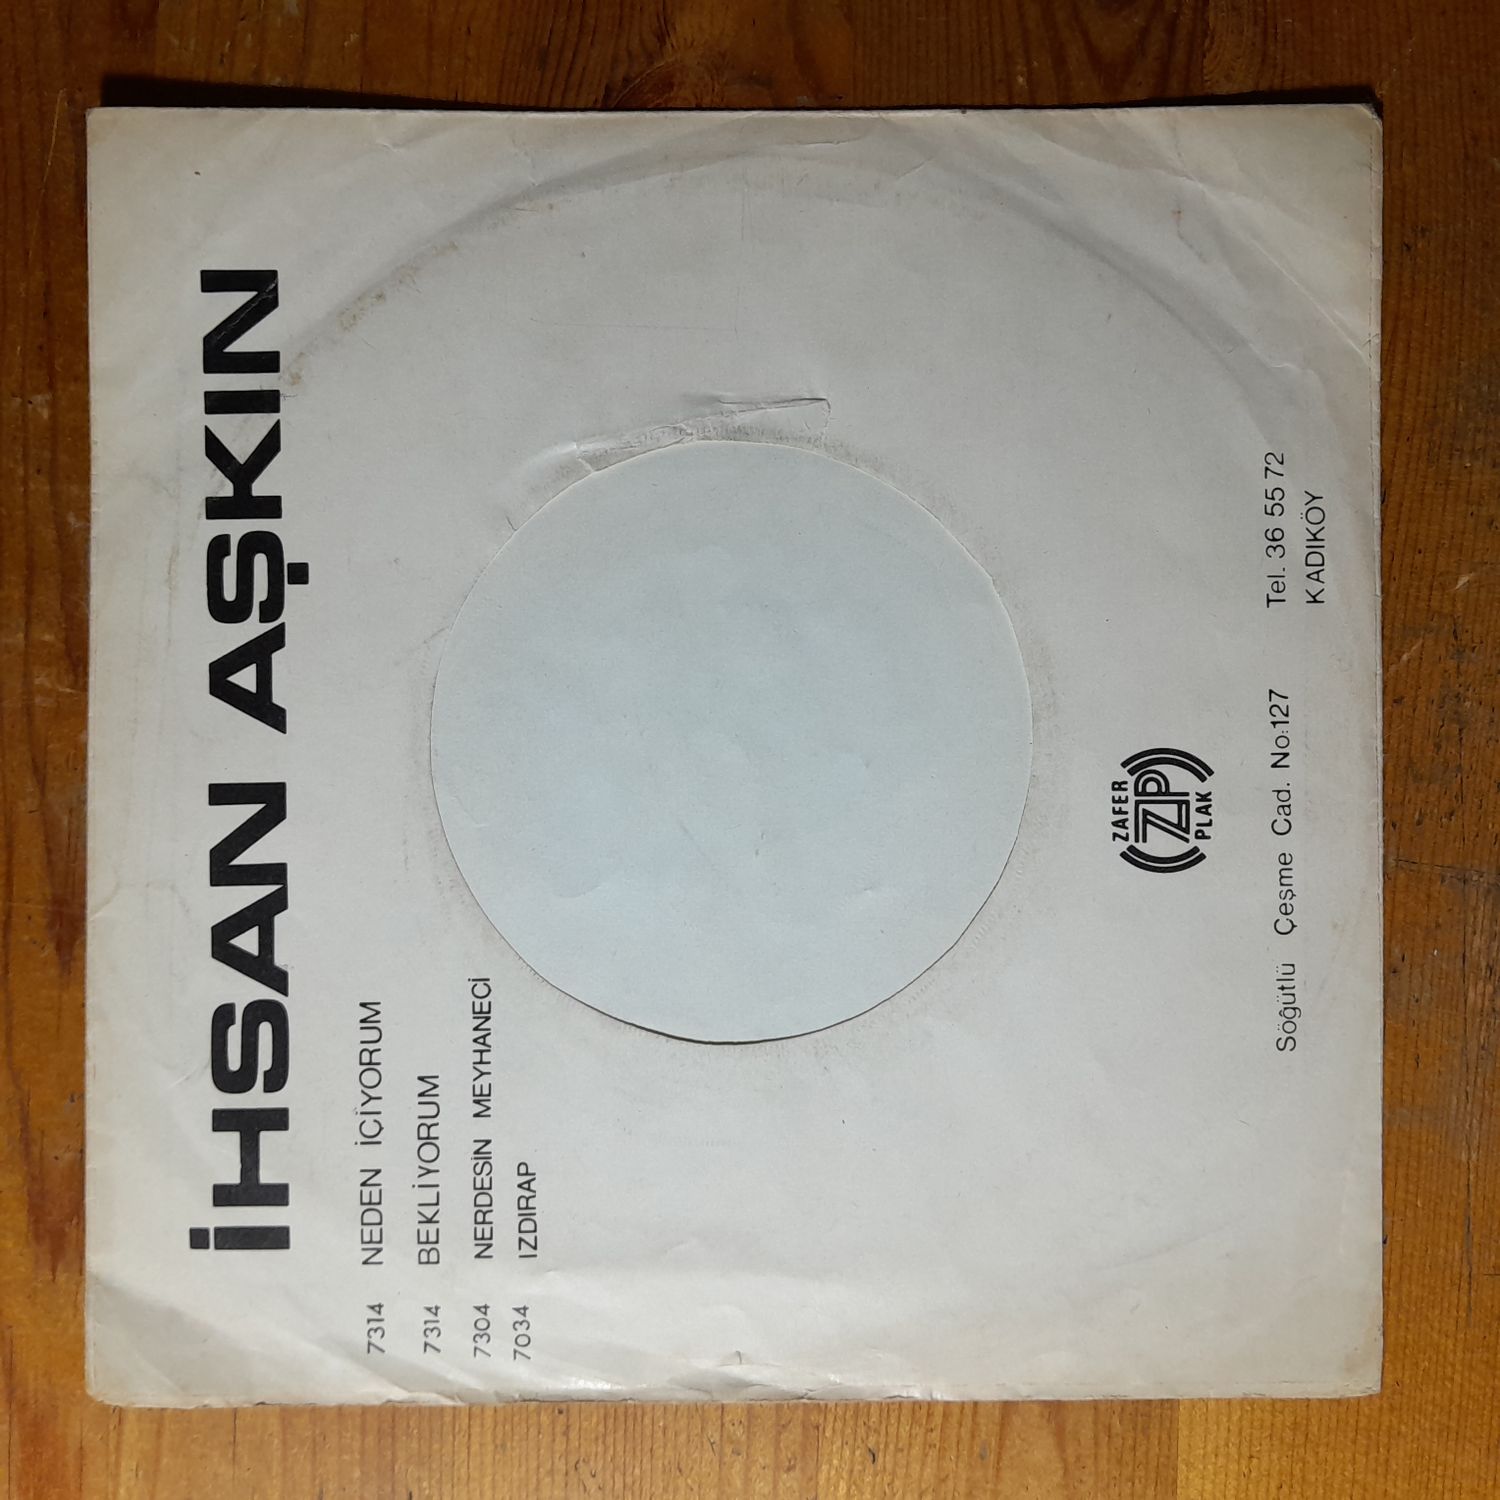 İHSAN AŞKIN
7314 NEDEN İÇİYORUM
7314 BEKLİYORUM
7304 NERDESİN MEYHANECİ
7034 IZDIRAP
ZAFER
ZP
PLAK
Söğütlü Çeşme Cad. No:127 Tel. 36 55 72
KADIKÖY